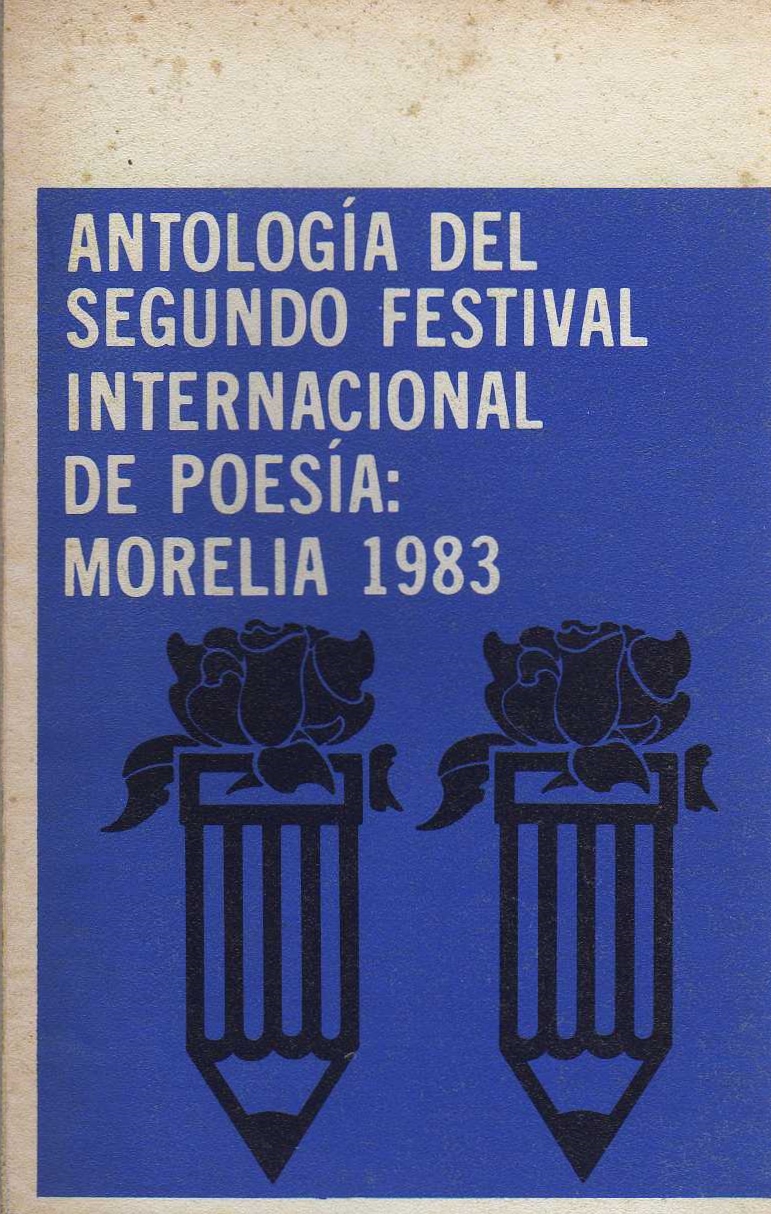 ANTOLOGÍA DEL
SEGUNDO FESTIVAL
INTERNACIONAL
DE POESÍA:
MORELIA 1983